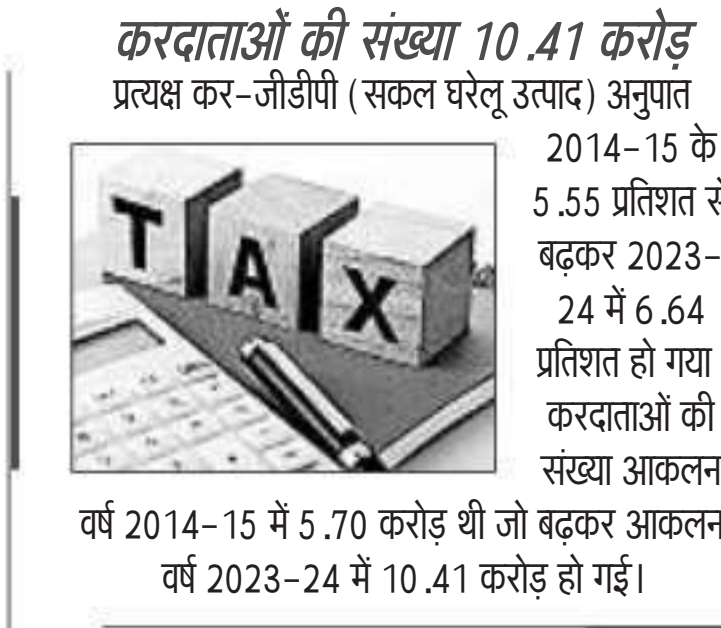 करदाताओं की संख्या 10.41 करोड़
प्रत्यक्ष कर-जीडीपी (सकल घरेलू उत्पाद) अनुपात
TAX
2014-15 के
5.55 प्रतिशत से
बढ़कर 2023-
24 में 6.64
प्रतिशत हो गया
करदाताओं की
संख्या आकलन
वर्ष 2014-15 में 5.70 करोड़ थी जो बढ़कर आकलन
वर्ष 2023-24 में 10.41 करोड़ हो गई।